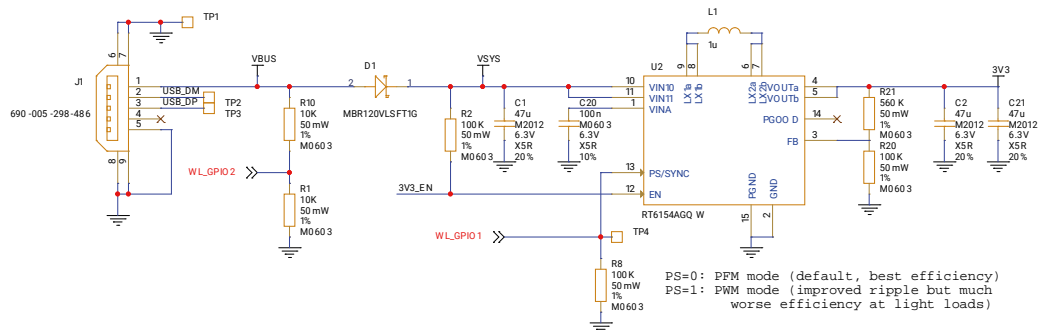 TP1
J1
6
7
1
2
3
4
5
8
9
USB_DM
USB_DP
TP2
TP3
690-005-298-486
VBUS
R10
10K
50mW
1%
M0603
WL_GPIO2
R1
10K
50mW
1%
M0603
D1
2
1
MBR120VLSFT1G
VSYS
R2
100K
50mW
1%
M0603
C1
47u
M2012
6.3V
X5R
20%
C20
100n
M0603
6.3V
X5R
10%
3V3_EN
WL_GPIO1
TP4
R8
100K
50mW
1%
M0603
L1
1u
U2
9
8
6
7
LX1a
LX1b
LX2a
LX2b
10
11
1
VIN10
VIN11
VINA
13
12
PS/SYNC
EN
VOUTa
VOUTb
PGOOD
FB
4
5
14
3
PGND
GND
15
2
RT6154AGQW
R21
560K
50mW
1%
M0603
R20
100K
50mW
1%
M0603
C2
47u
M2012
6.3V
X5R
20%
3V3
C21
47u
M2012
6.3V
X5R
20%
PS=0: PFM mode (default, best efficiency)
PS=1: PWM mode (improved ripple but much
worse efficiency at light loads)